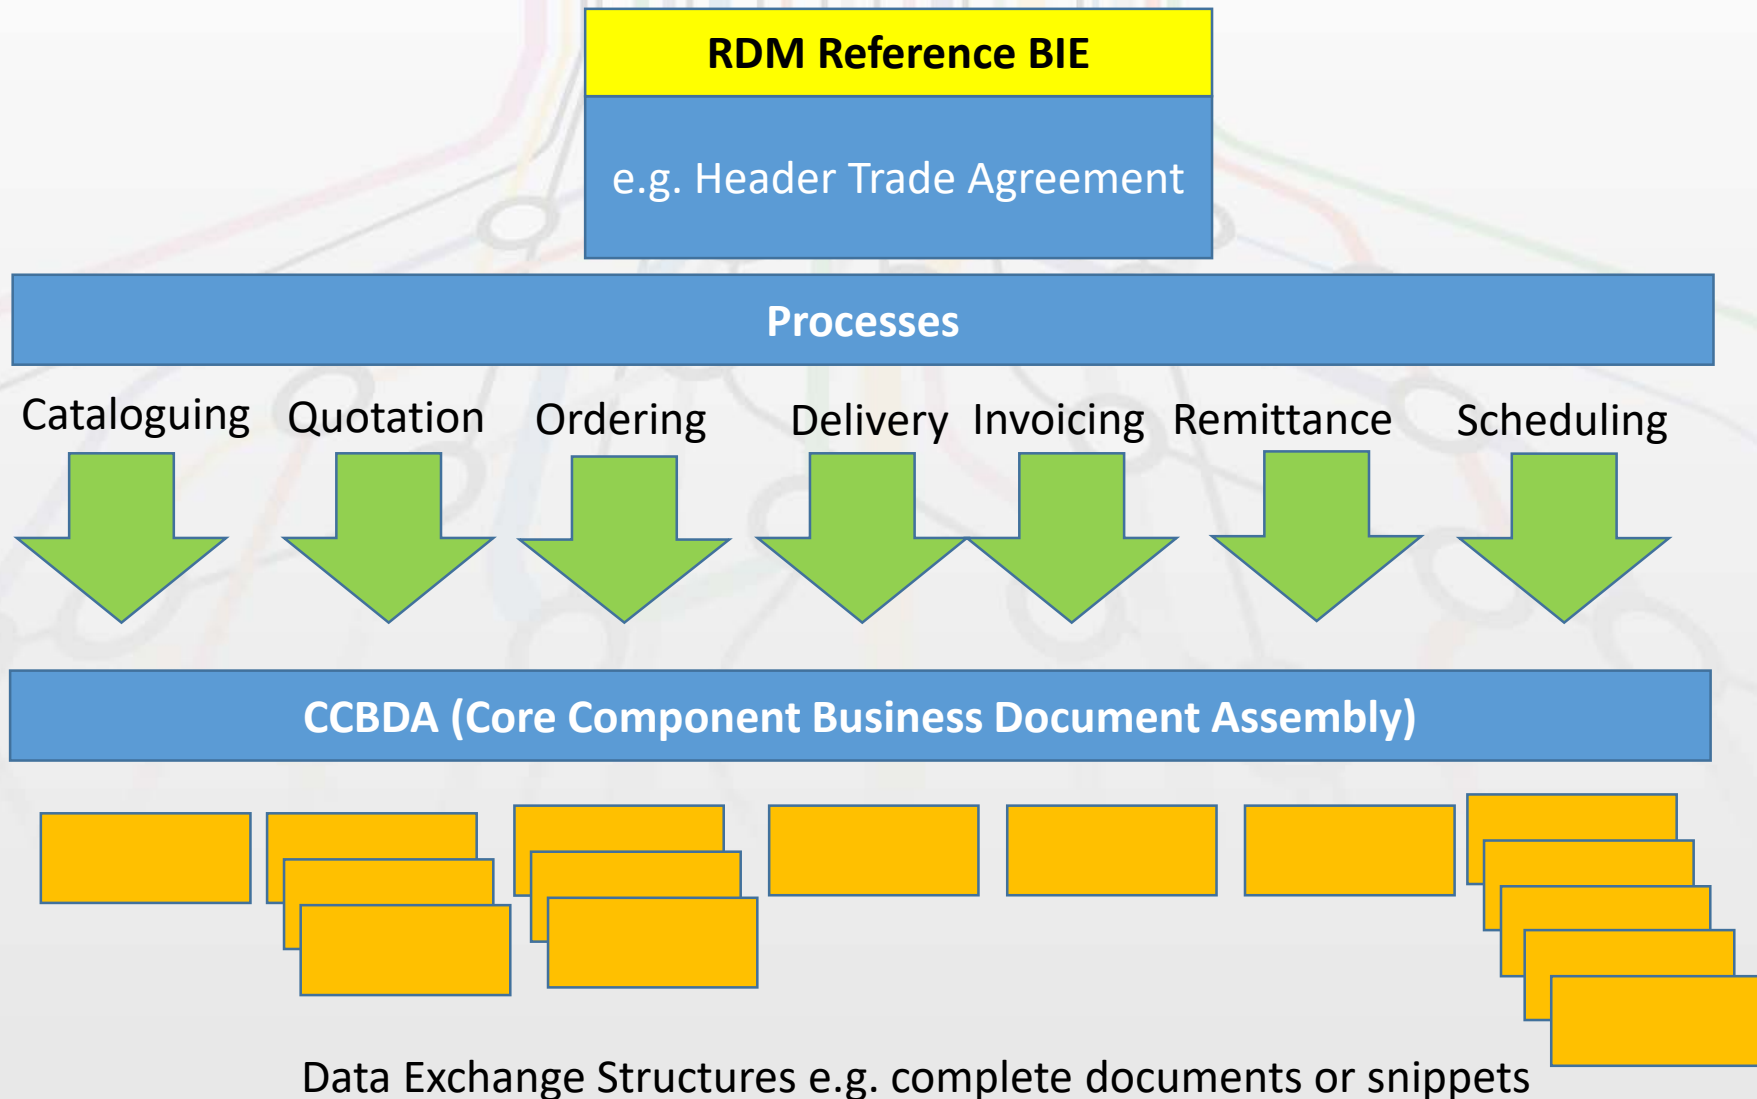 RDM Reference BIE
e.g. Header Trade Agreement
Processes
Cataloguing Quotation Ordering Delivery Invoicing Remittance Scheduling
CCBDA (Core Component Business Document Assembly)
Data Exchange Structures e.g. complete documents or snippets